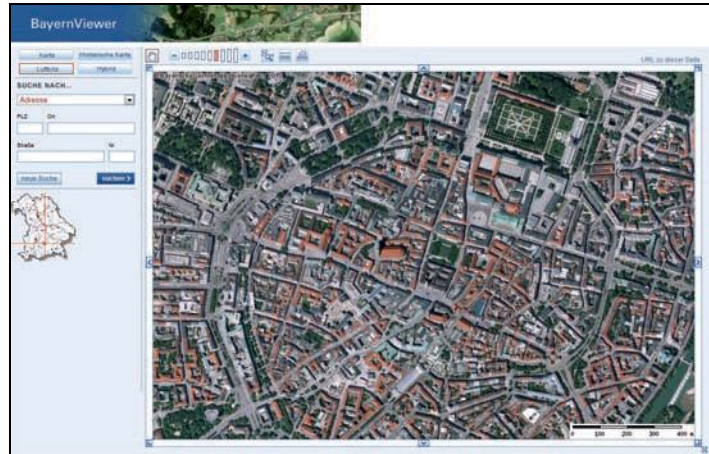 BayernViewer
Karte Historische Karte
Luftbild Hybrid
SUCHE NACH...
Adresse
PLZ Ort
Straße Nr
neue Suche suchen >
URL zu dieser Seite
0 100 200 300 400 m